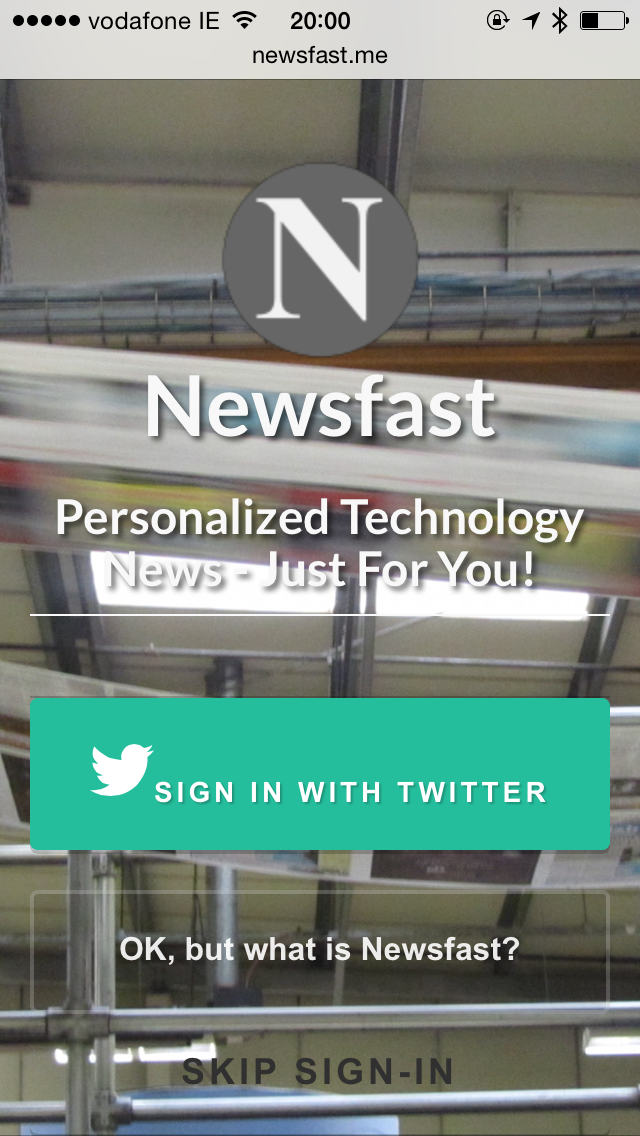 vodafone IE 20:00
newsfast.me
N
Newsfast
Personalized Technology
News - Just For You!
SIGN IN WITH TWITTER
OK, but what is Newsfast?
SKIP SIGN-IN